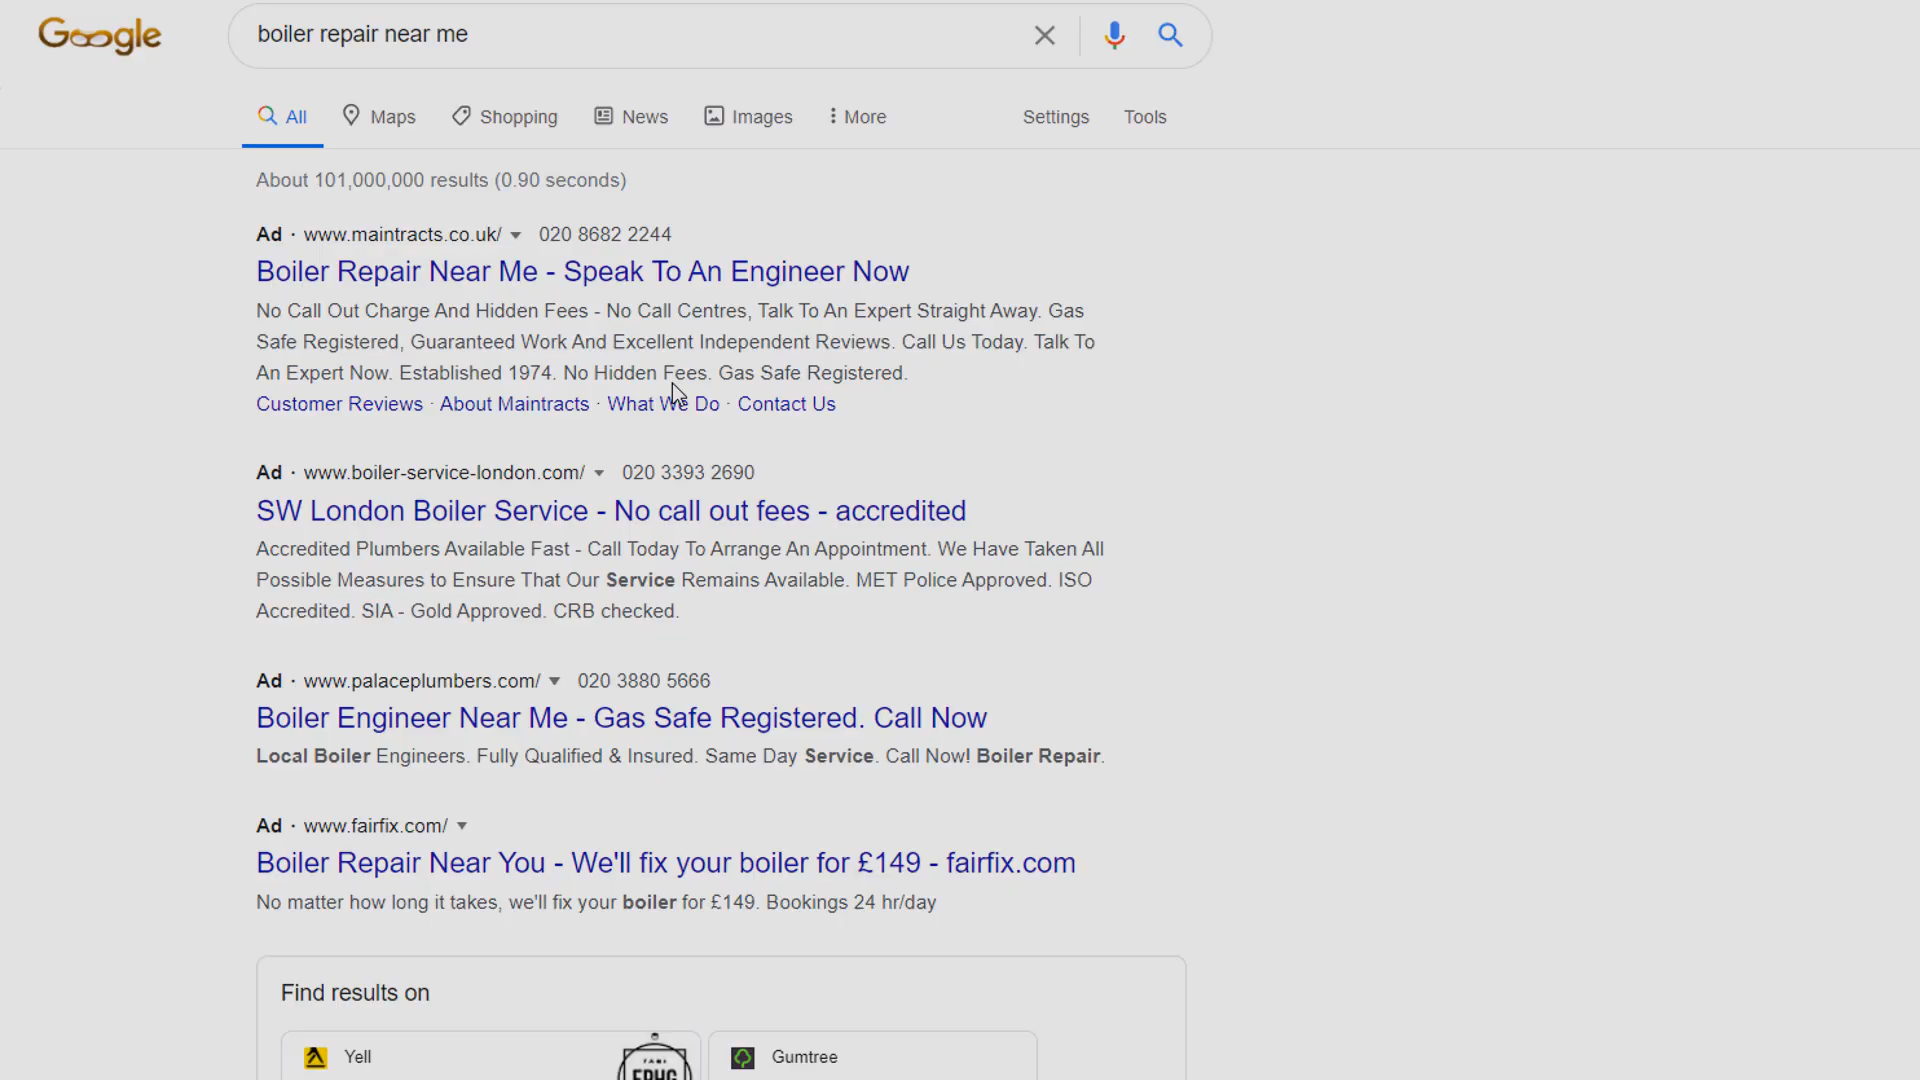 Google
boiler repair near me
All Maps Shopping News Images More Settings Tools
About 101,000,000 results (0.90 seconds)
Ad · www.maintracts.co.uk/ 020 8682 2244
Boiler Repair Near Me - Speak To An Engineer Now
No Call Out Charge And Hidden Fees - No Call Centres, Talk To An Expert Straight Away. Gas
Safe Registered, Guaranteed Work And Excellent Independent Reviews. Call Us Today. Talk To
An Expert Now. Established 1974. No Hidden Fees. Gas Safe Registered.
Customer Reviews · About Maintracts · What We Do · Contact Us
Ad · www.boiler-service-london.com/ 020 3393 2690
SW London Boiler Service - No call out fees - accredited
Accredited Plumbers Available Fast - Call Today To Arrange An Appointment. We Have Taken All
Possible Measures to Ensure That Our Service Remains Available. MET Police Approved. ISO
Accredited. SIA - Gold Approved. CRB checked.
Ad · www.palaceplumbers.com/ 020 3880 5666
Boiler Engineer Near Me - Gas Safe Registered. Call Now
Local Boiler Engineers. Fully Qualified & Insured. Same Day Service. Call Now! Boiler Repair.
Ad · www.fairfix.com/
Boiler Repair Near You - We'll fix your boiler for £149 - fairfix.com
No matter how long it takes, we'll fix your boiler for £149. Bookings 24 hr/day
Find results on
Yell
Gumtree